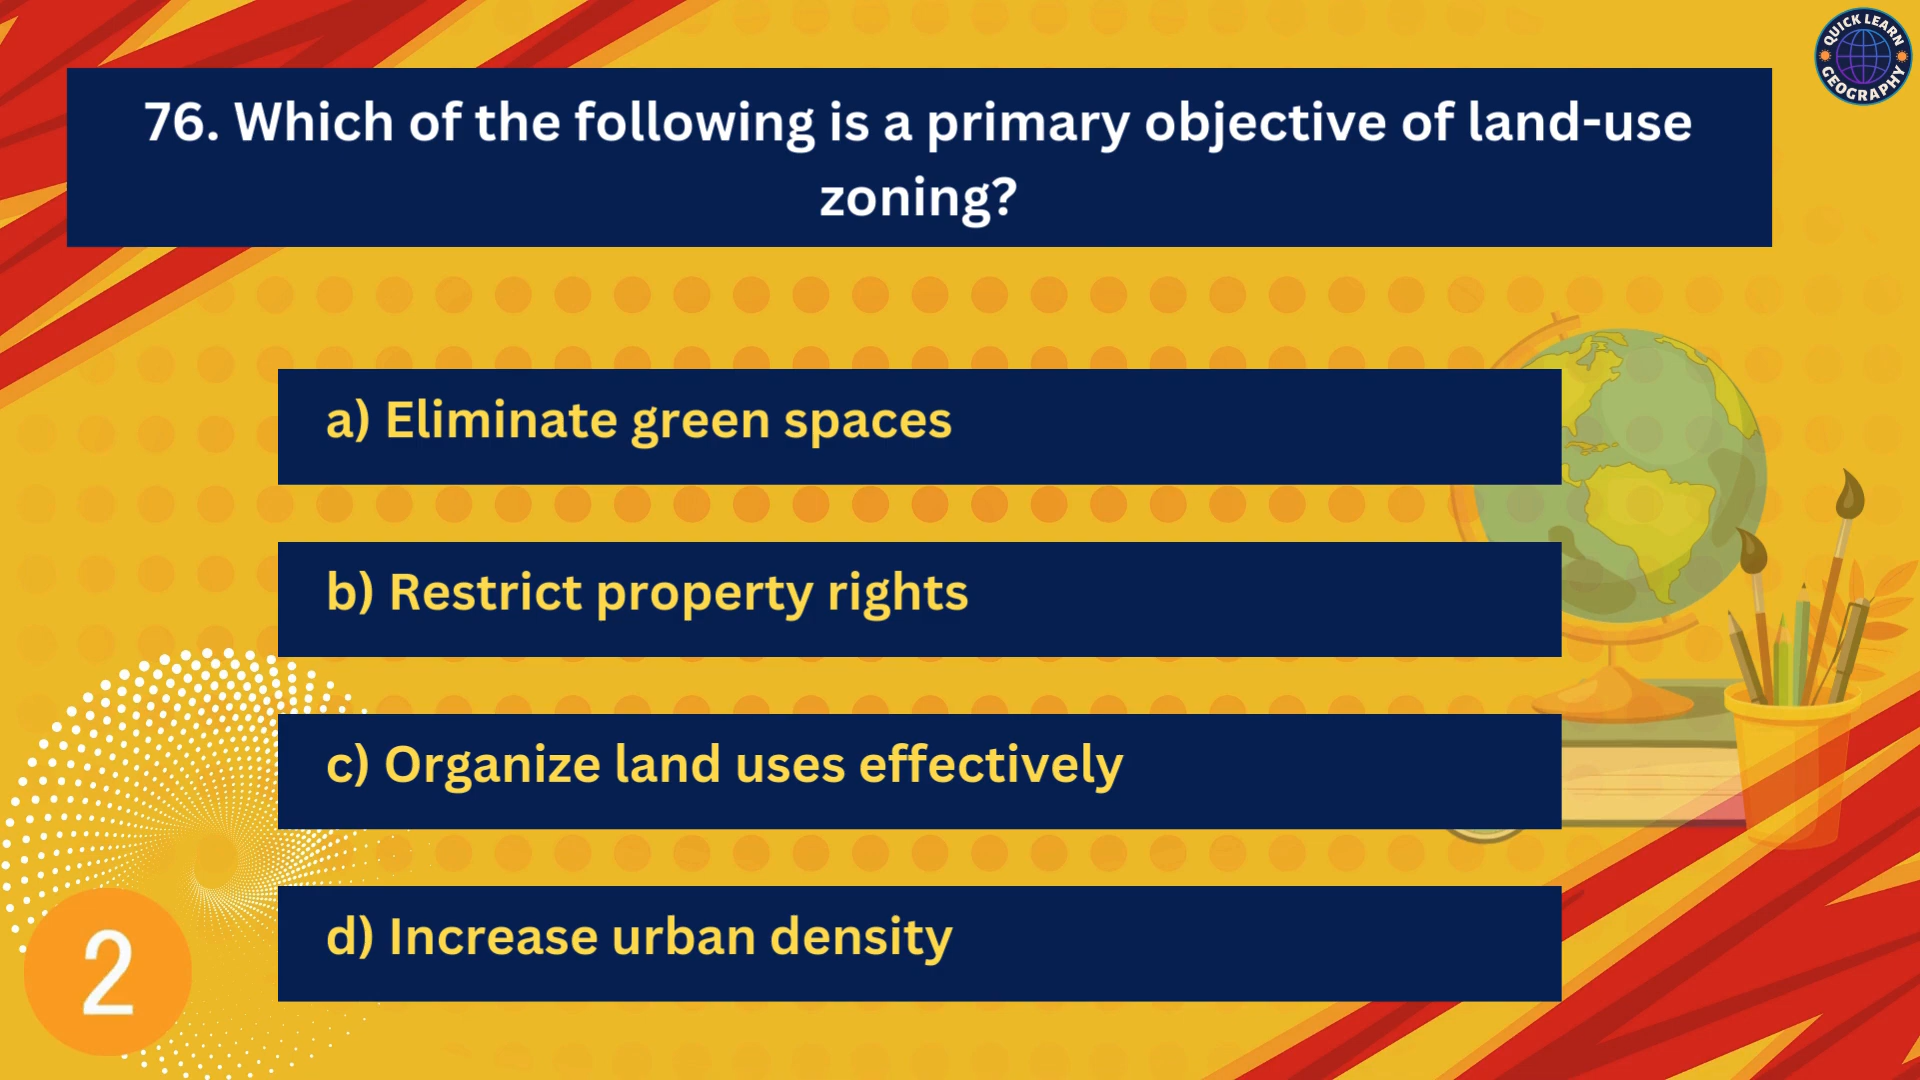 QUICK LEARN
GEOGRAPHY
76. Which of the following is a primary objective of land-use
zoning?
a) Eliminate green spaces
b) Restrict property rights
c) Organize land uses effectively
d) Increase urban density
2